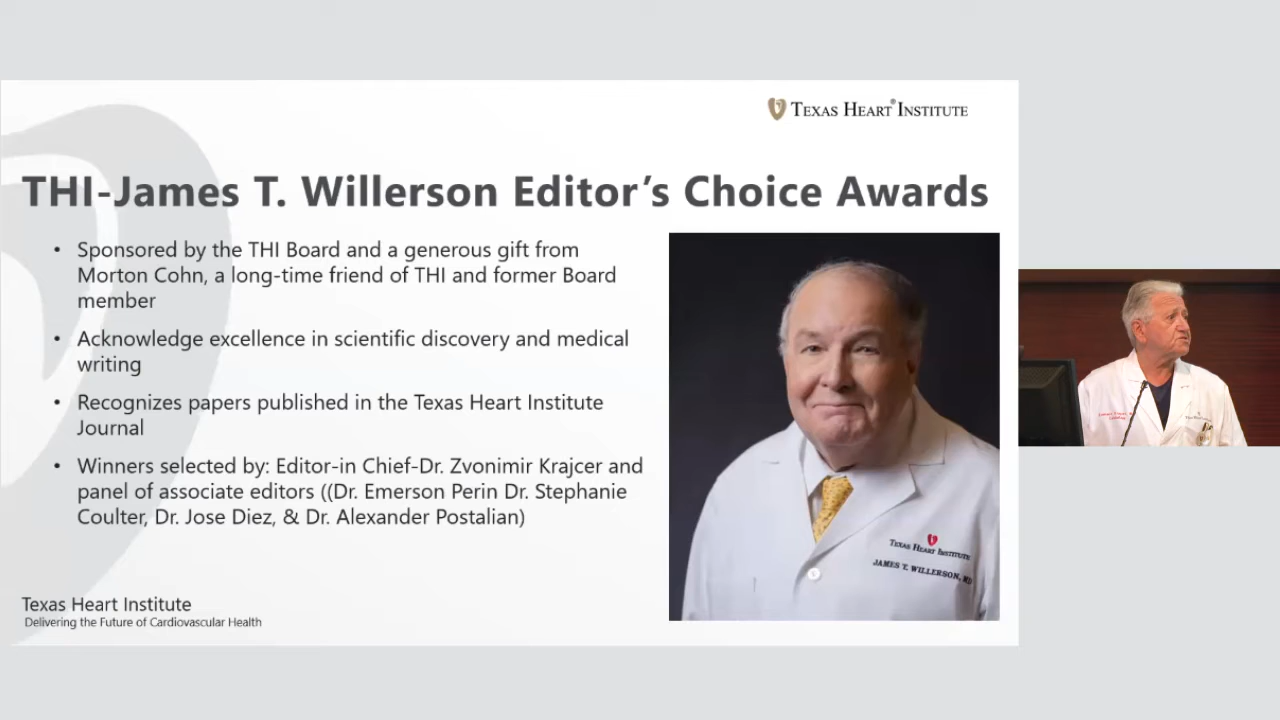 TEXAS HEART® INSTITUTE
THI-James T. Willerson Editor’s Choice Awards
• Sponsored by the THI Board and a generous gift from
Morton Cohn, a long-time friend of THI and former Board
member
• Acknowledge excellence in scientific discovery and medical
writing
• Recognizes papers published in the Texas Heart Institute
Journal
• Winners selected by: Editor-in Chief-Dr. Zvonimir Krajcer and
panel of associate editors ((Dr. Emerson Perin Dr. Stephanie
Coulter, Dr. Jose Diez, & Dr. Alexander Postalian)
TEXAS HEART INSTITUTE
JAMES T. WILLERSON, MD
Texas Heart Institute
Delivering the Future of Cardiovascular Health